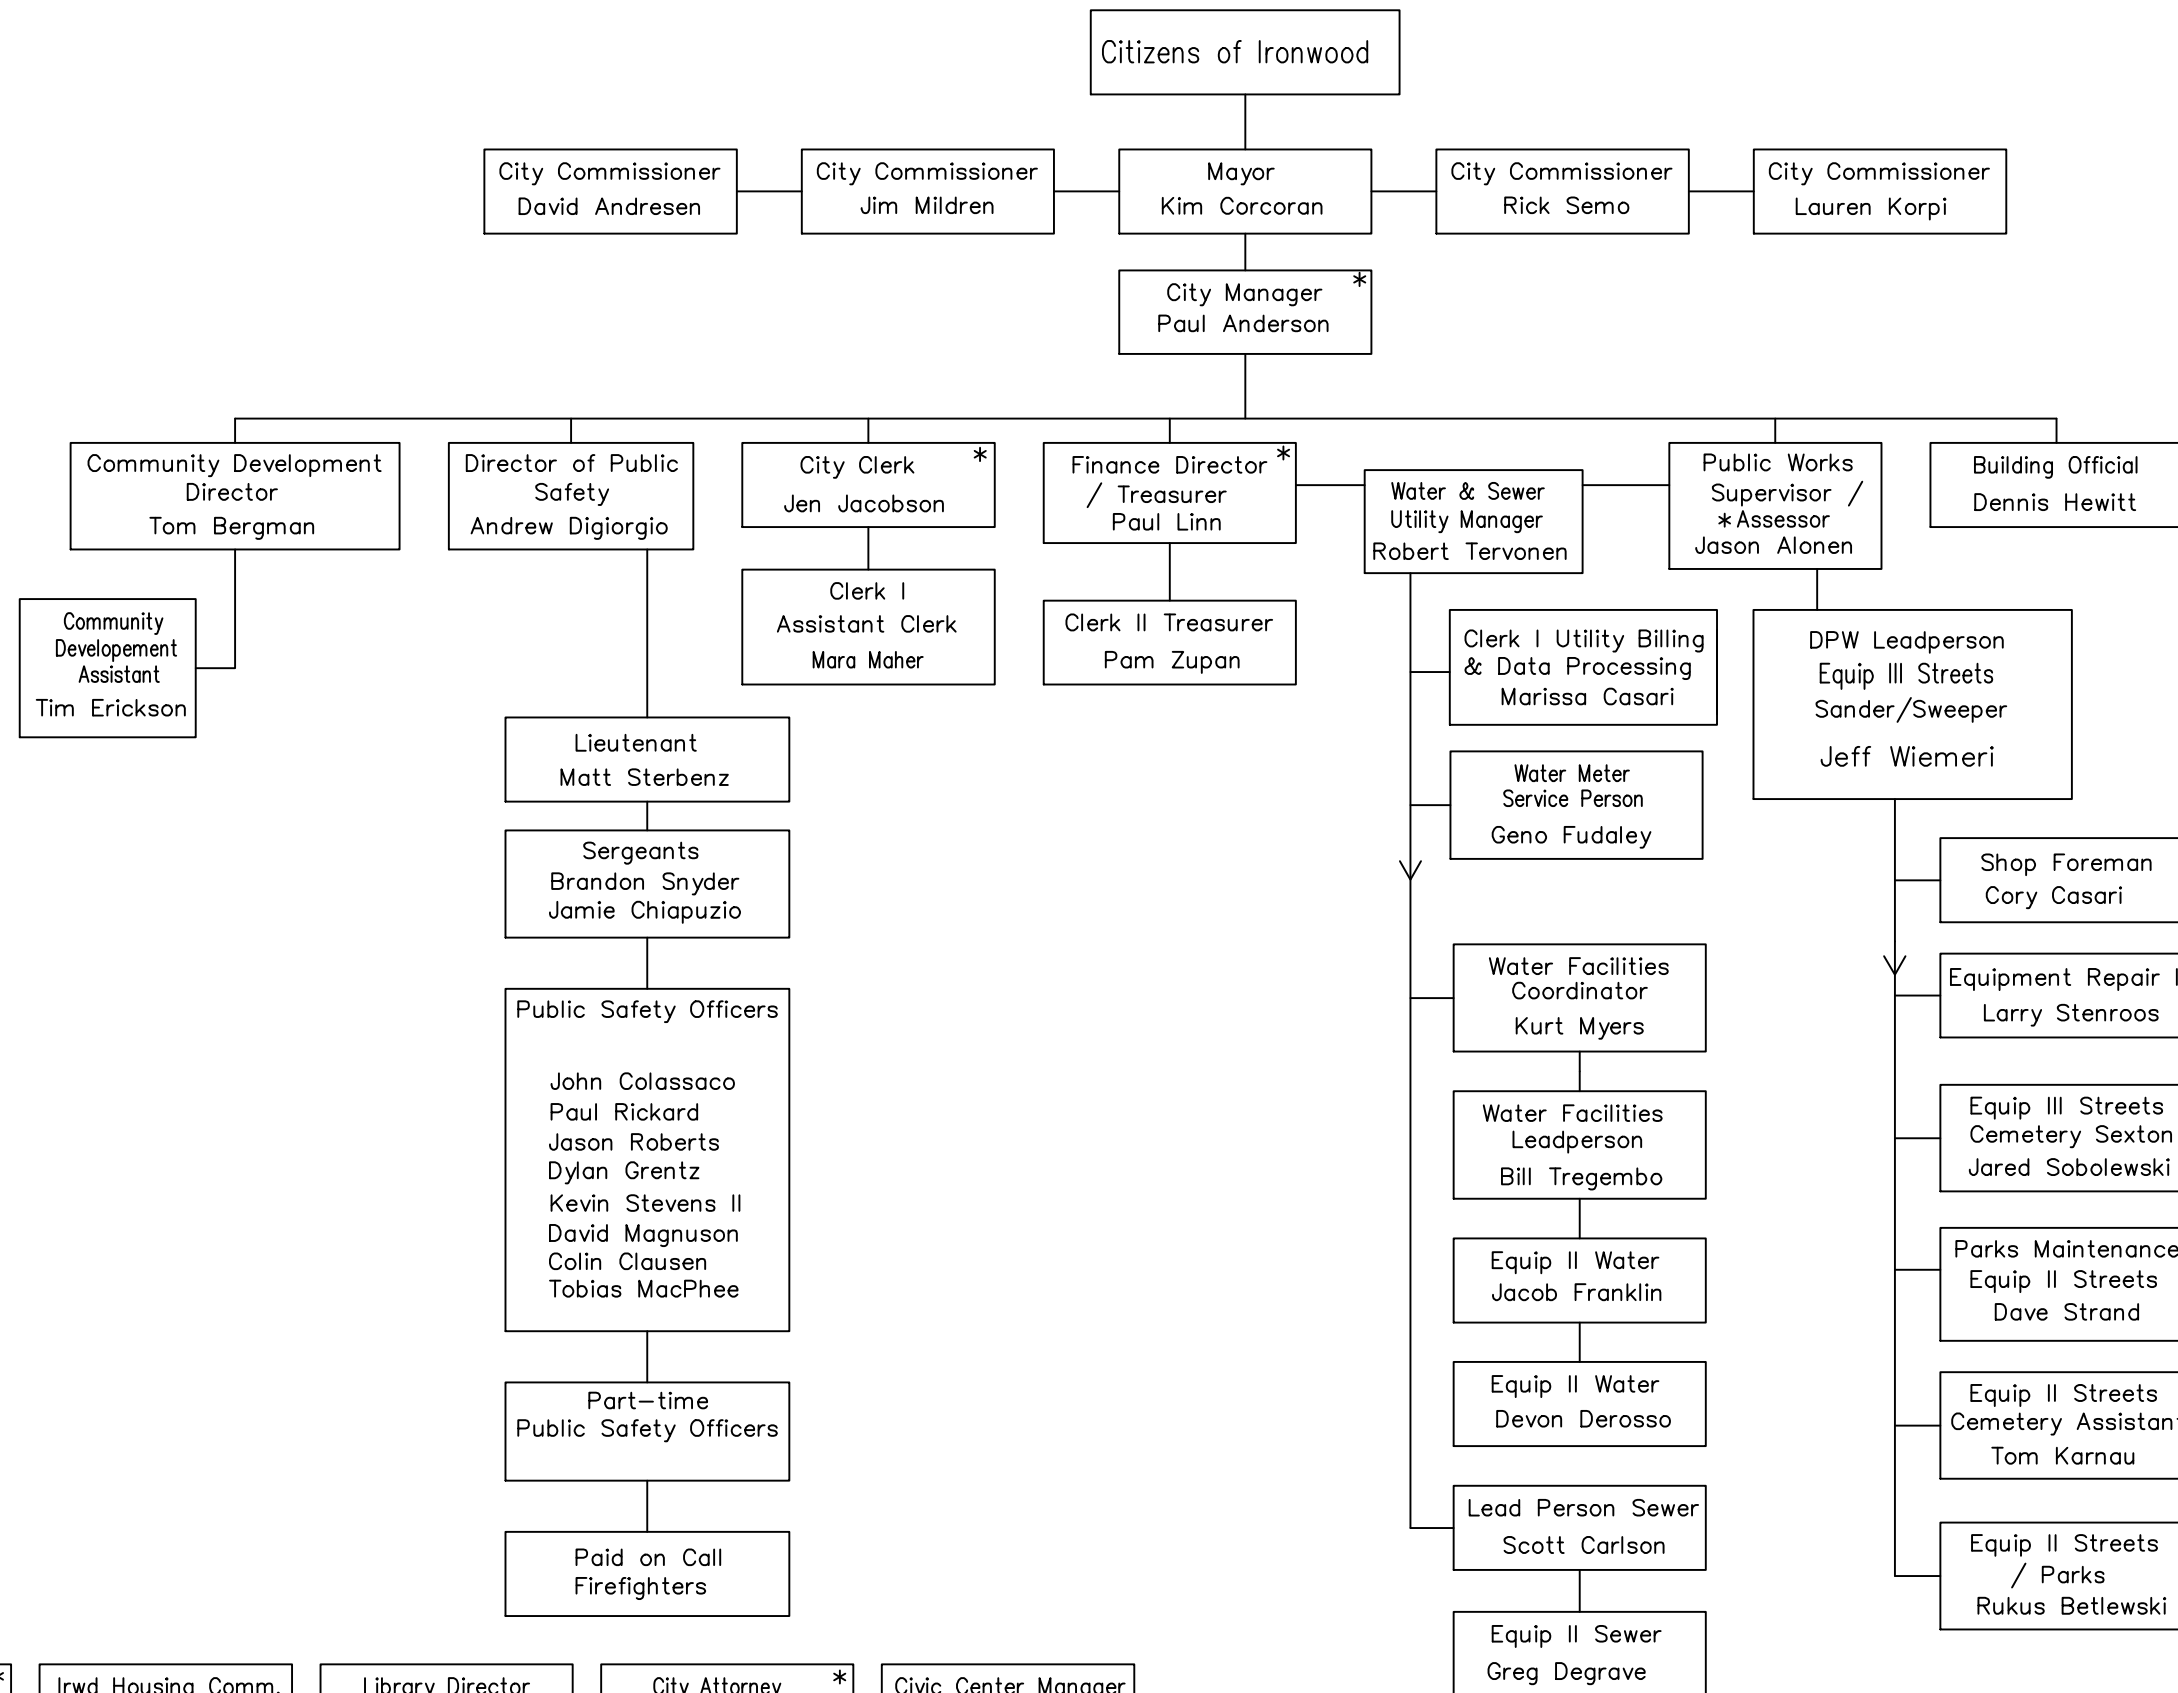 Citizens of Ironwood
City Commissioner
David Andresen
City Commissioner
Jim Mildren
Mayor
Kim Corcoran
City Commissioner
Rick Semo
City Commissioner
Lauren Korpi
City Manager *
Paul Anderson
Community Development
Director
Tom Bergman
Director of Public
Safety
Andrew Digiorgio
City Clerk *
Jen Jacobson
Finance Director *
/ Treasurer
Paul Linn
Water & Sewer
Utility Manager
Robert Tervonen
Public Works
Supervisor /
*Assessor
Jason Alonen
Building Official
Dennis Hewitt
Community
Developement
Assistant
Tim Erickson
Clerk I
Assistant Clerk
Mara Maher
Clerk II Treasurer
Pam Zupan
Clerk I Utility Billing
& Data Processing
Marissa Casari
DPW Leadperson
Equip III Streets
Sander/Sweeper
Jeff Wiemeri
Lieutenant
Matt Sterbenz
Water Meter
Service Person
Geno Fudaley
Sergeants
Brandon Snyder
Jamie Chiapuzio
Shop Foreman
Cory Casari
Public Safety Officers
John Colassaco
Paul Rickard
Jason Roberts
Dylan Grentz
Kevin Stevens II
David Magnuson
Colin Clausen
Tobias MacPhee
Water Facilities
Coordinator
Kurt Myers
Equipment Repair
Larry Stenroos
Water Facilities
Leadperson
Bill Tregembo
Equip III Streets
Cemetery Sexton
Jared Sobolewski
Equip II Water
Jacob Franklin
Parks Maintenance
Equip II Streets
Dave Strand
Part-time
Public Safety Officers
Equip II Water
Devon Derosso
Equip II Streets
Cemetery Assistant
Tom Karnau
Paid on Call
Firefighters
Lead Person Sewer
Scott Carlson
Equip II Streets
/ Parks
Rukus Betlewski
Equip II Sewer
Greg Degrave
*
Irwd Housing Comm.
Library Director
City Attorney *
Civic Center Manager